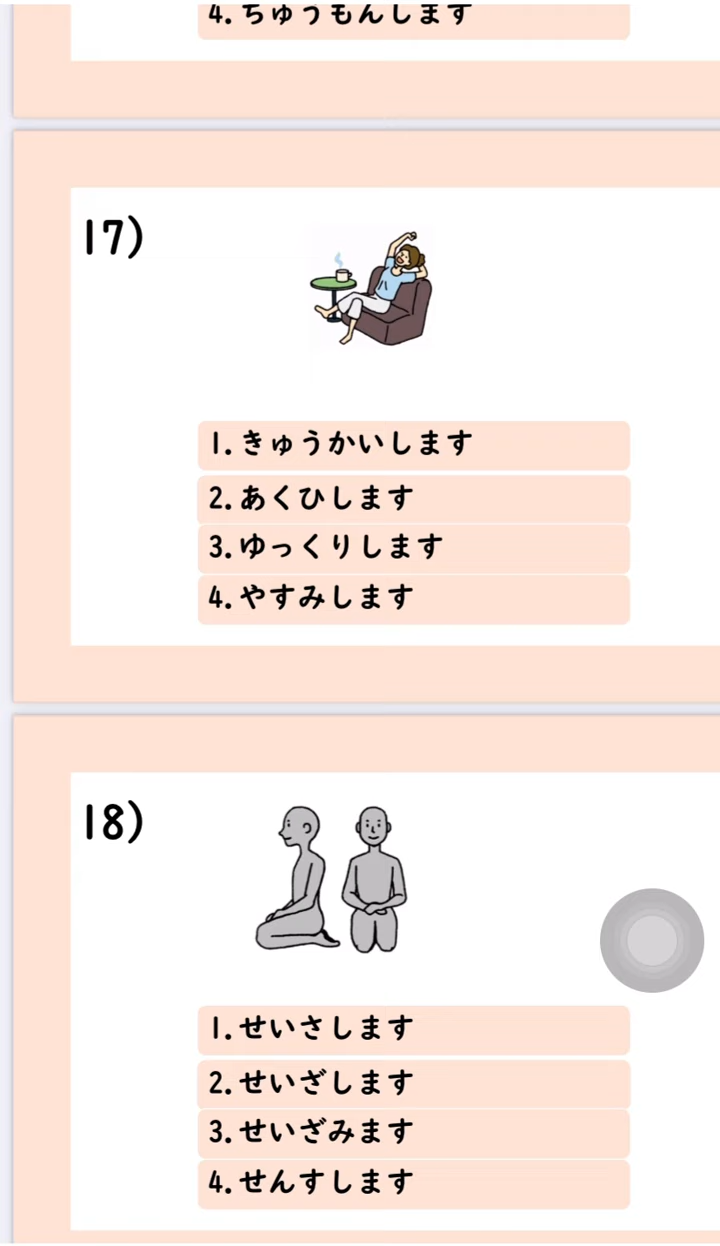 4.ちゅうもんします
17)
1.きゅうかいします
2.あくひします
3.ゆっくりします
4.やすみします
18)
1.せいさします
2.せいざします
3.せいざみます
4.せんすします